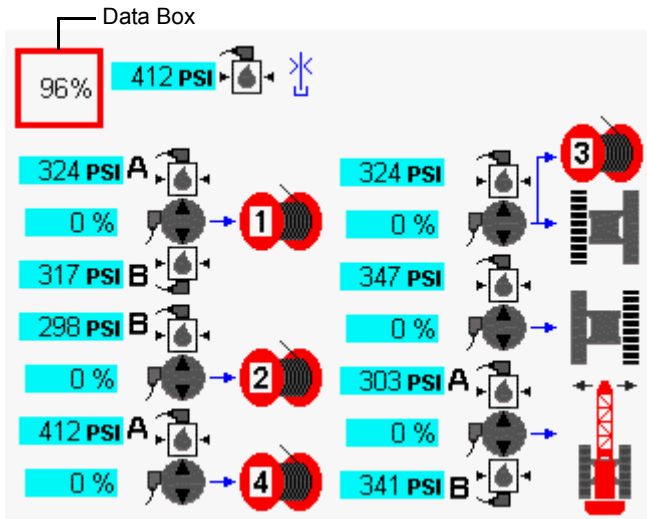 Data Box
96% 412 PSI
324 PSI A
0 % 1
317 PSI B
298 PSI B
0 % 2
412 PSI A
0 % 4
3
324 PSI
0 %
347 PSI
0 %
303 PSI A
0 %
341 PSI B